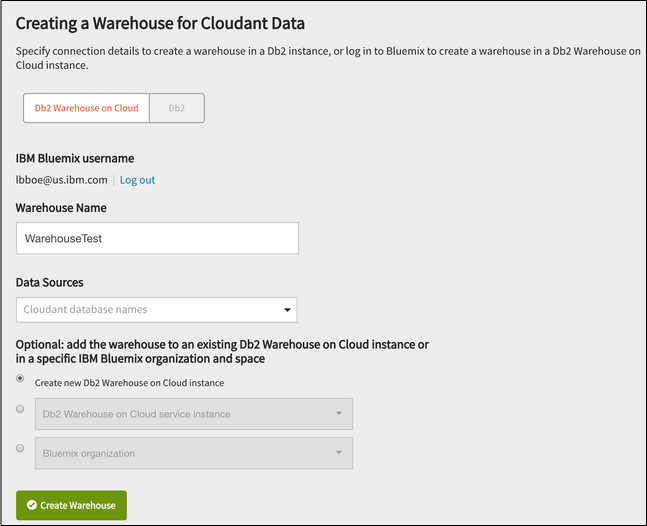 Creating a Warehouse for Cloudant Data
Specify connection details to create a warehouse in a Db2 instance, or log in to Bluemix to create a warehouse in a Db2 Warehouse on
Cloud instance.
Db2 Warehouse on Cloud Db2
IBM Bluemix username
lbboe@us.ibm.com | Log out
Warehouse Name
WarehouseTest
Data Sources
Cloudant database names
Optional: add the warehouse to an existing Db2 Warehouse on Cloud instance or
in a specific IBM Bluemix organization and space
Create new Db2 Warehouse on Cloud instance
Db2 Warehouse on Cloud service instance
Bluemix organization
Create Warehouse